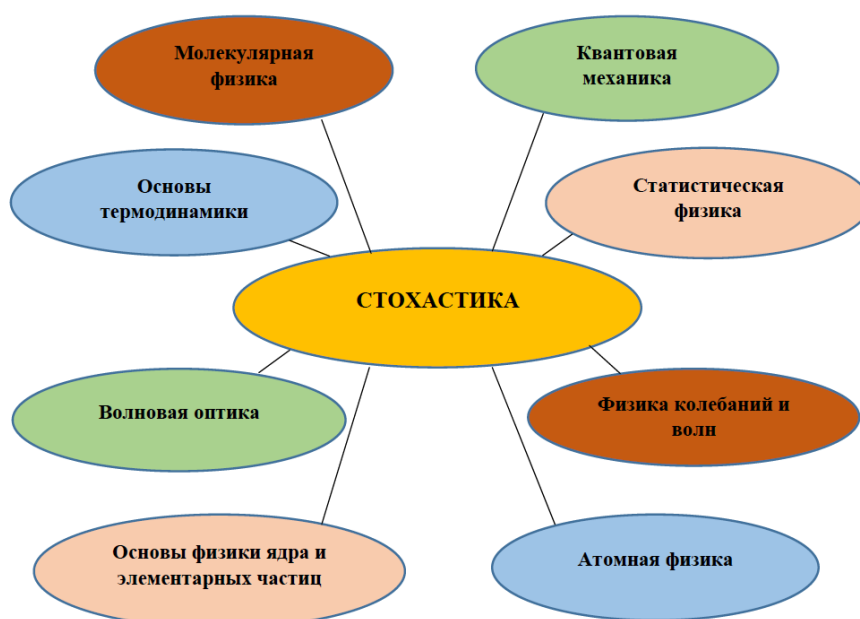 Молекулярная
физика
Квантовая
механика
Основы
термодинамики
Статистическая
физика
СТОХАСТИКА
Волновая оптика
Физика колебаний и
волн
Основы физики ядра и
элементарных частиц
Атомная физика